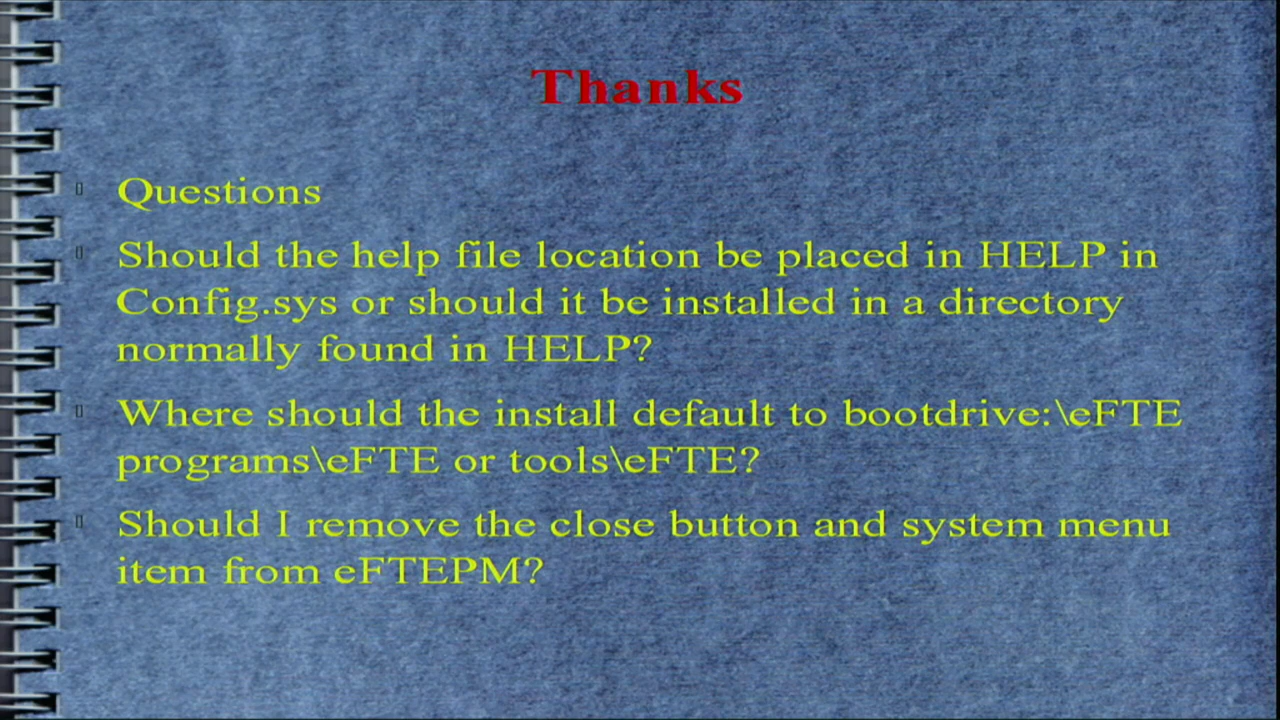 Thanks
Questions
Should the help file location be placed in HELP in
Config.sys or should it be installed in a directory
normally found in HELP?
Where should the install default to bootdrive:\eFTE
programs\eFTE or tools\eFTE?
Should I remove the close button and system menu
item from eFTEPM?